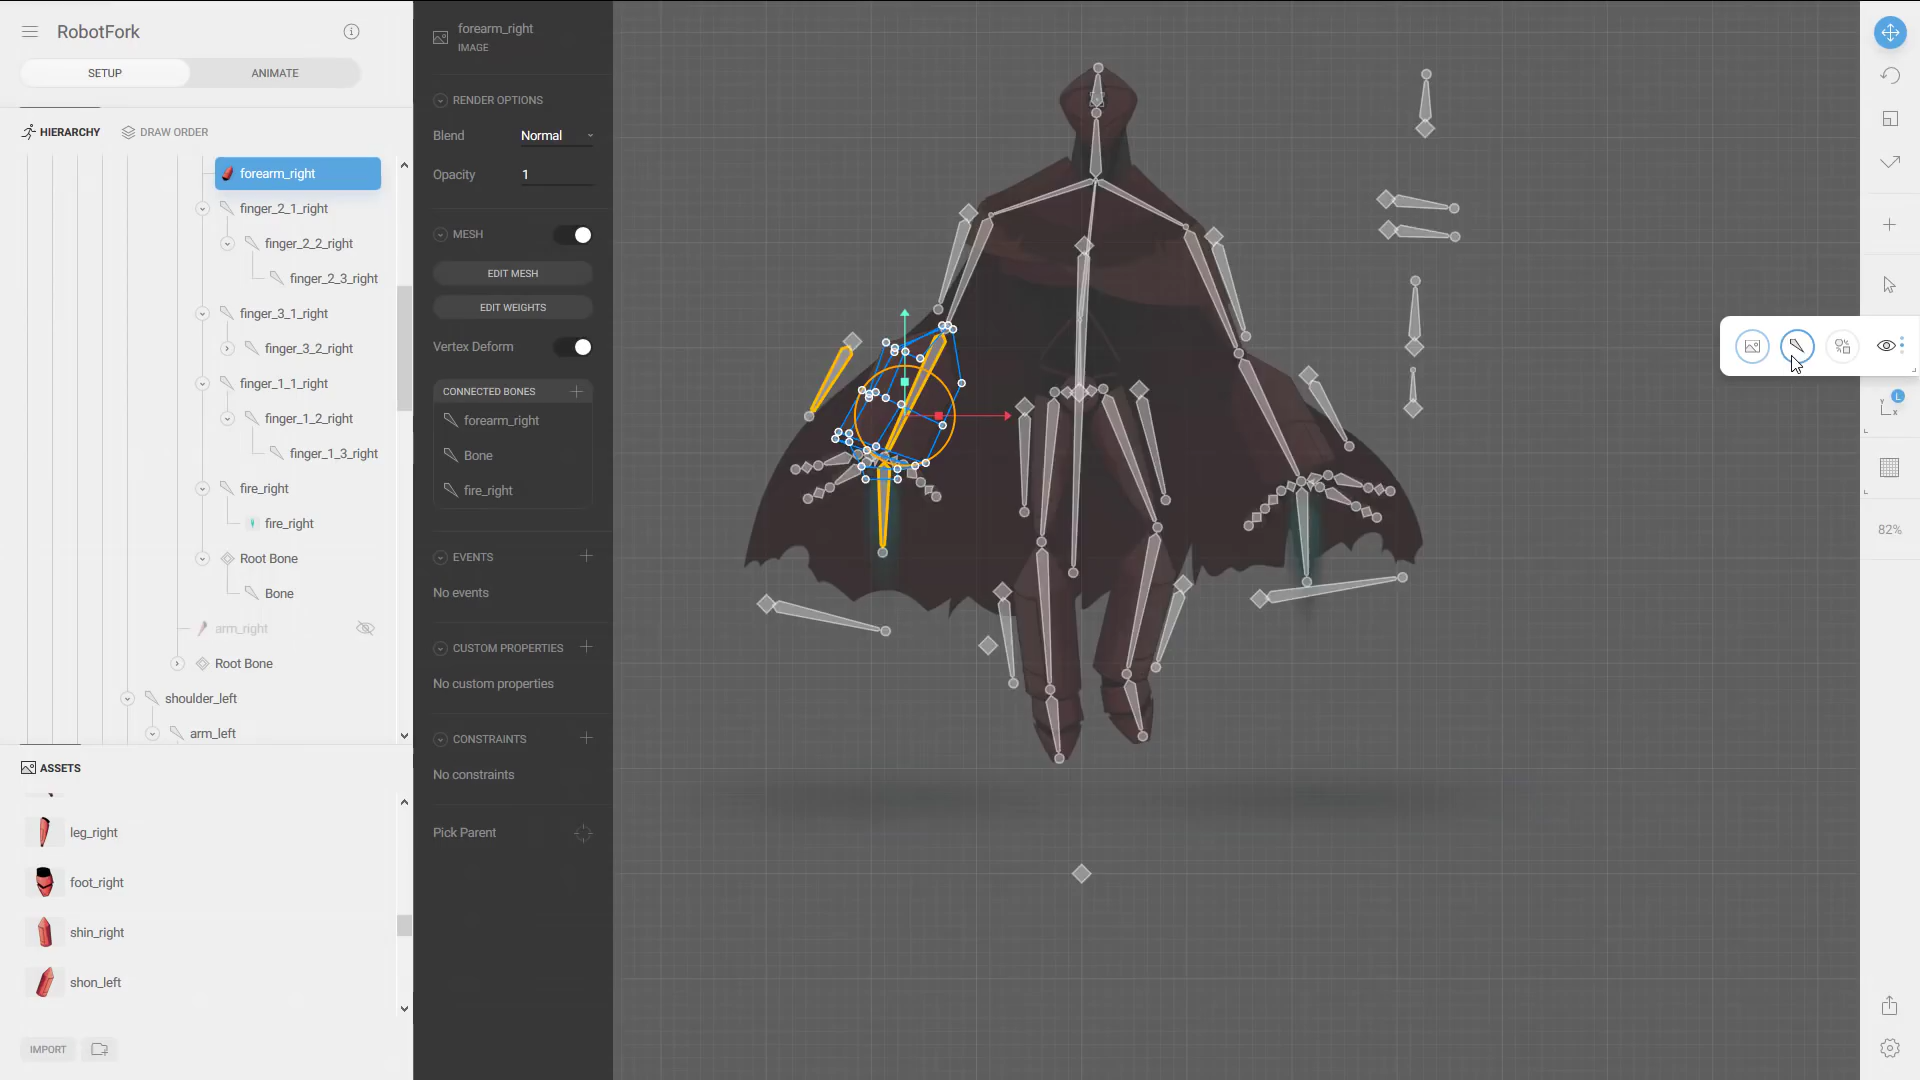 RobotFork
SETUP
ANIMATE
HIERARCHY
DRAW ORDER
forearm_right
finger_2_1_right
finger_2_2_right
finger_2_3_right
finger_3_1_right
finger_3_2_right
finger_1_1_right
finger_1_2_right
finger_1_3_right
fire_right
fire_right
Root Bone
Bone
arm_right
Root Bone
shoulder_left
arm_left
ASSETS
leg_right
foot_right
shin_right
shon_left
IMPORT
forearm_right
IMAGE
RENDER OPTIONS
Blend
Normal
Opacity
1
MESH
EDIT MESH
EDIT WEIGHTS
Vertex Deform
CONNECTED BONES
forearm_right
Bone
fire_right
EVENTS
No events
CUSTOM PROPERTIES
No custom properties
CONSTRAINTS
No constraints
Pick Parent
L
Y
x
82%